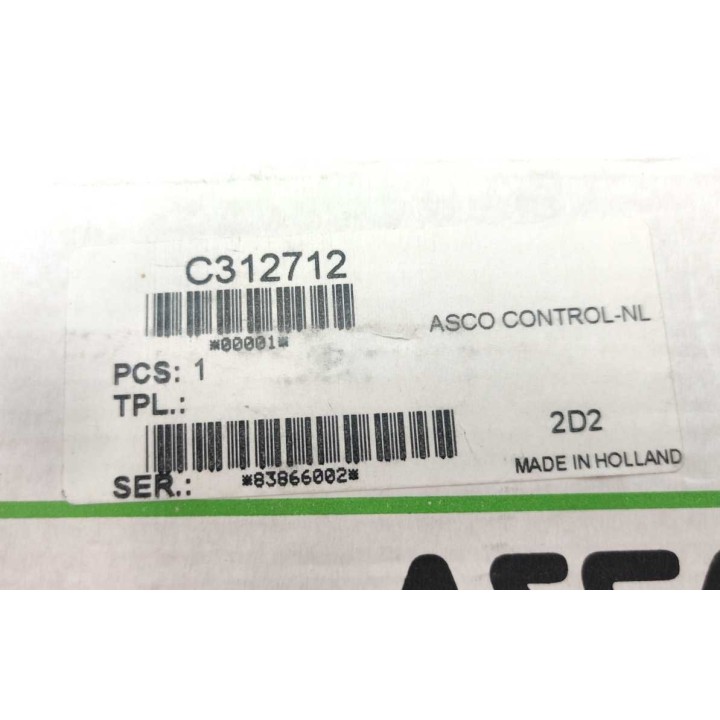 C312712
*00001*
ASCO CONTROL-NL
PCS: 1
TPL.:
2D2
*83866002*
SER.:
MADE IN HOLLAND